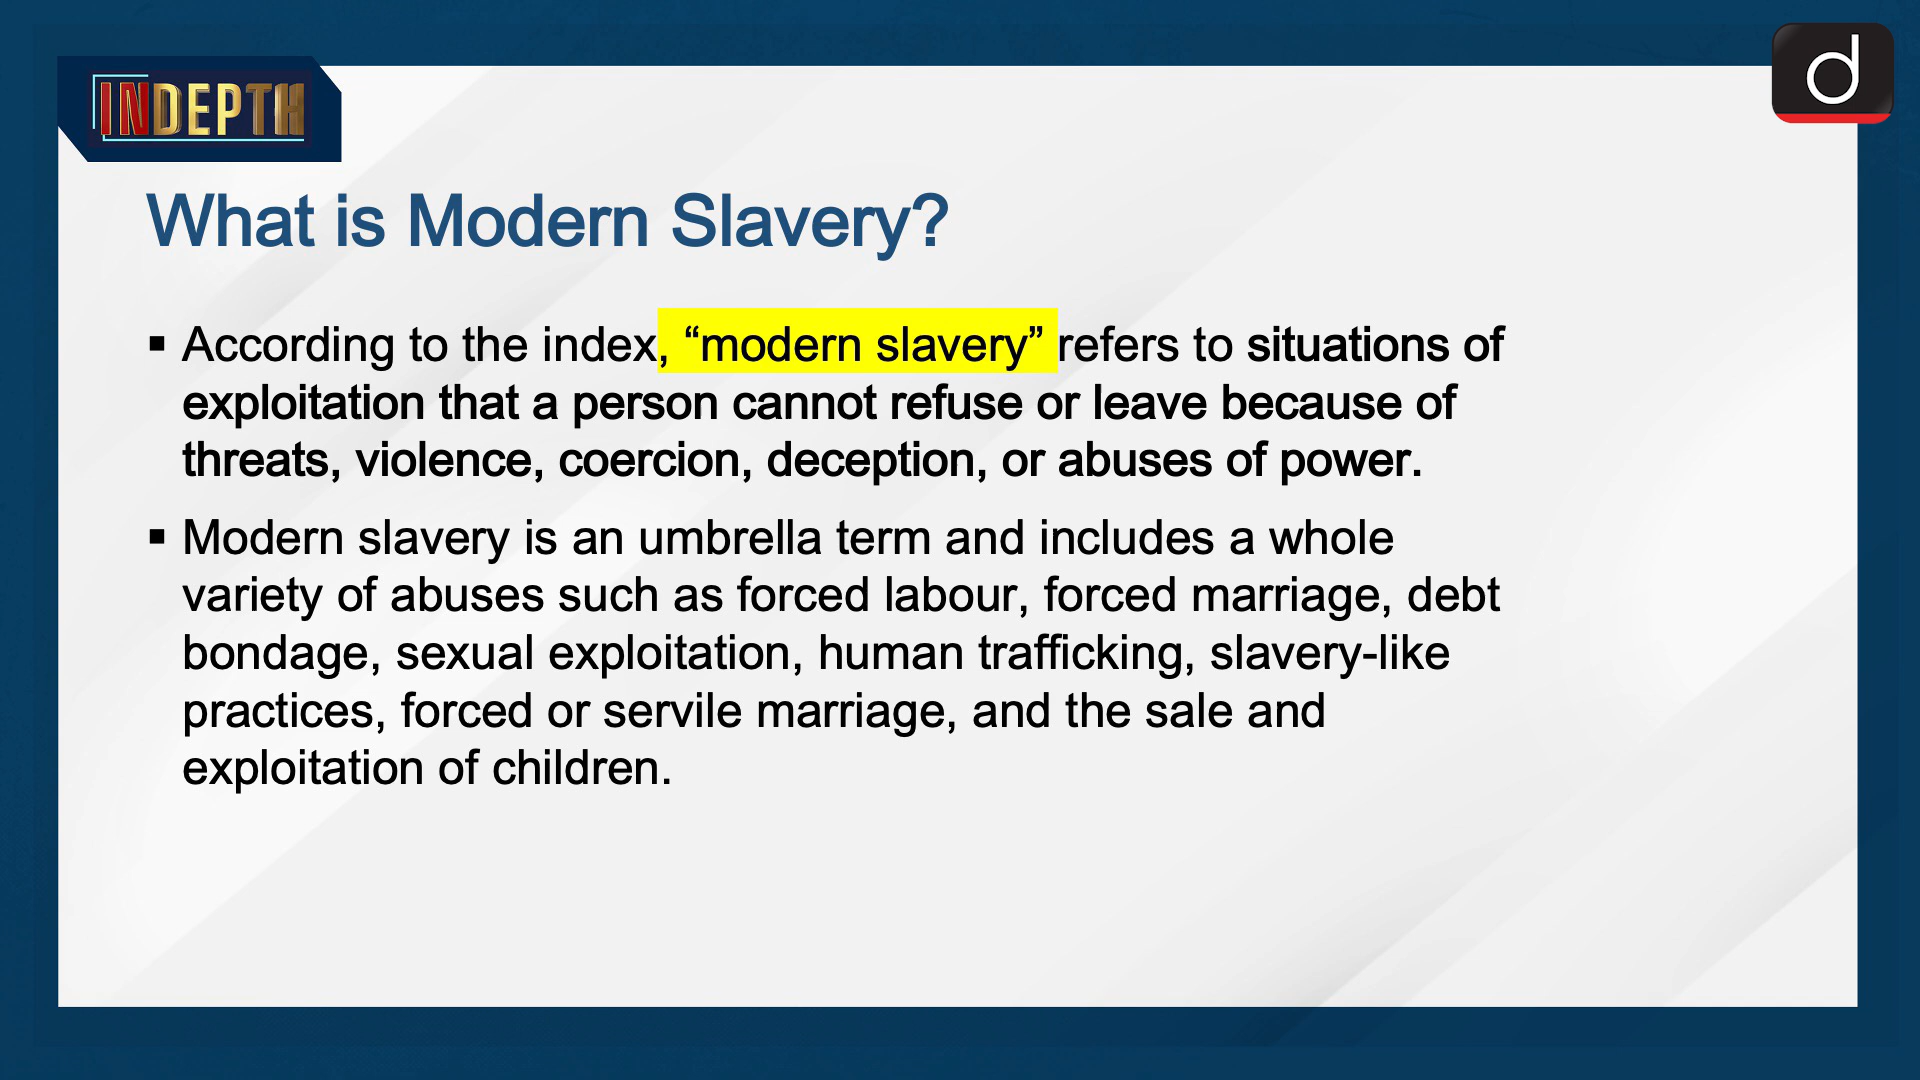 INDEPTH
d
What is Modern Slavery?
▪ According to the index, “modern slavery” refers to situations of
exploitation that a person cannot refuse or leave because of
threats, violence, coercion, deception, or abuses of power.
▪ Modern slavery is an umbrella term and includes a whole
variety of abuses such as forced labour, forced marriage, debt
bondage, sexual exploitation, human trafficking, slavery-like
practices, forced or servile marriage, and the sale and
exploitation of children.